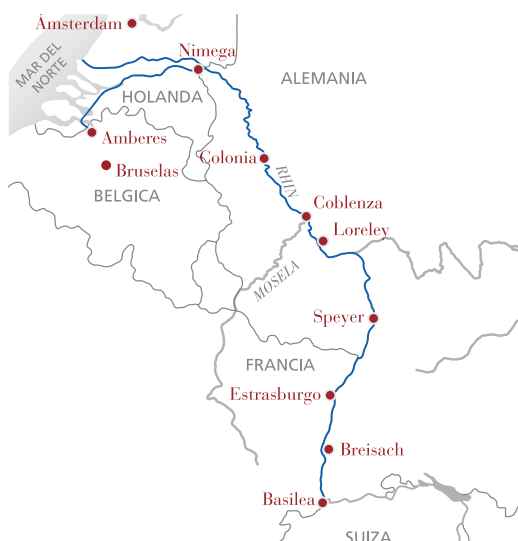 Ámsterdam
Nimega
MAR DEL
NORTE
ALEMANIA
HOLANDA
Amberes
Colonia
Bruselas
RHIN
BELGICA
Coblenza
Loreley
MOSELA
Speyer
FRANCIA
Estrasburgo
Breisach
Basilea
SUIZA